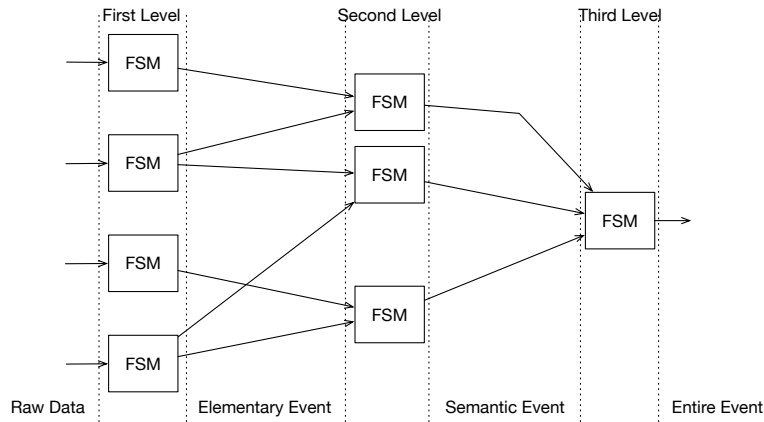 First Level
Second Level
Third Level
FSM
FSM
FSM
FSM
FSM
FSM
FSM
FSM
Raw Data
Elementary Event
Semantic Event
Entire Event